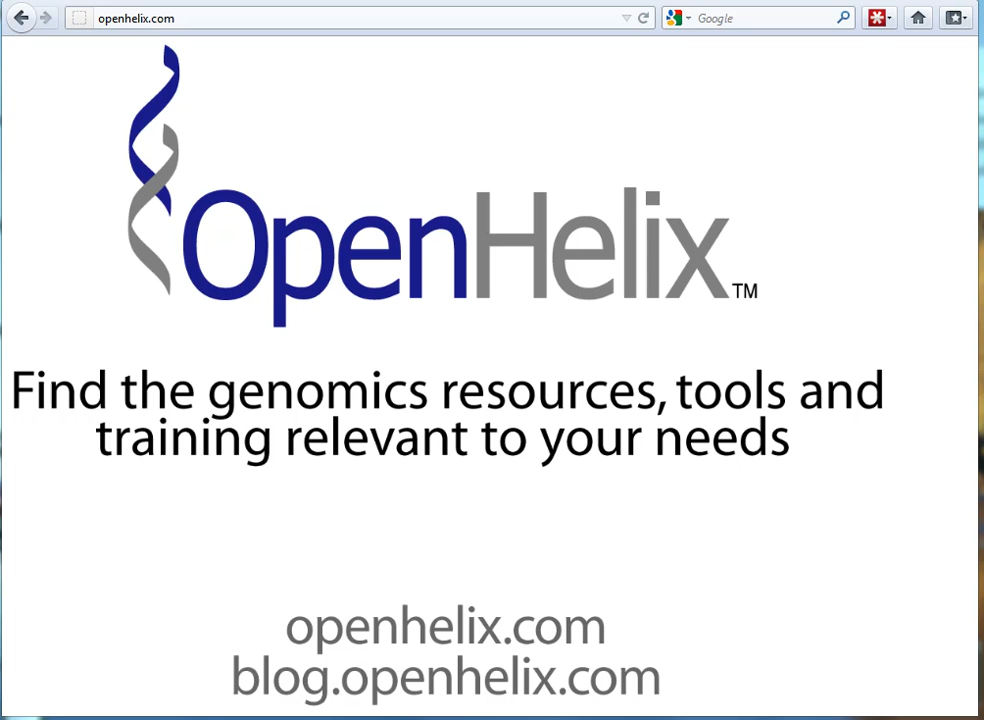 openhelix.com
Google
OpenHelix™
Find the genomics resources, tools and
training relevant to your needs
openhelix.com
blog.openhelix.com